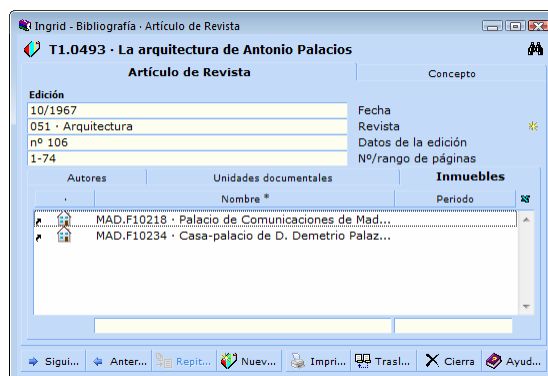 Ingrid - Bibliografía · Artículo de Revista
T1.0493 · La arquitectura de Antonio Palacios
Artículo de Revista Concepto
Edición
10/1967 Fecha
051 · Arquitectura Revista
nº 106 Datos de la edición
1-74 Nº/rango de páginas
Autores Unidades documentales Inmuebles
· Nombre * Periodo
MAD.F10218 · Palacio de Comunicaciones de Mad...
MAD.F10234 · Casa-palacio de D. Demetrio Palaz...
Sigui... Anter... Repit... Nuev... Impri... Trasl... Cierra Ayud...